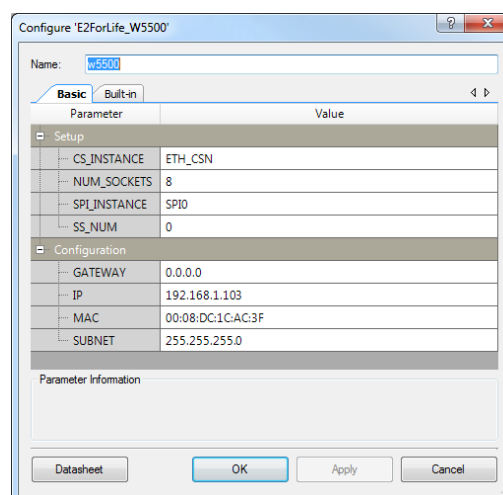 Configure 'E2ForLife_W5500'
Name: w5500
Basic Built-in
Parameter Value
Setup
CS_INSTANCE ETH_CSN
NUM_SOCKETS 8
SPI_INSTANCE SPI0
SS_NUM 0
Configuration
GATEWAY 0.0.0.0
IP 192.168.1.103
MAC 00:08:DC:1C:AC:3F
SUBNET 255.255.255.0
Parameter Information
Datasheet OK Apply Cancel